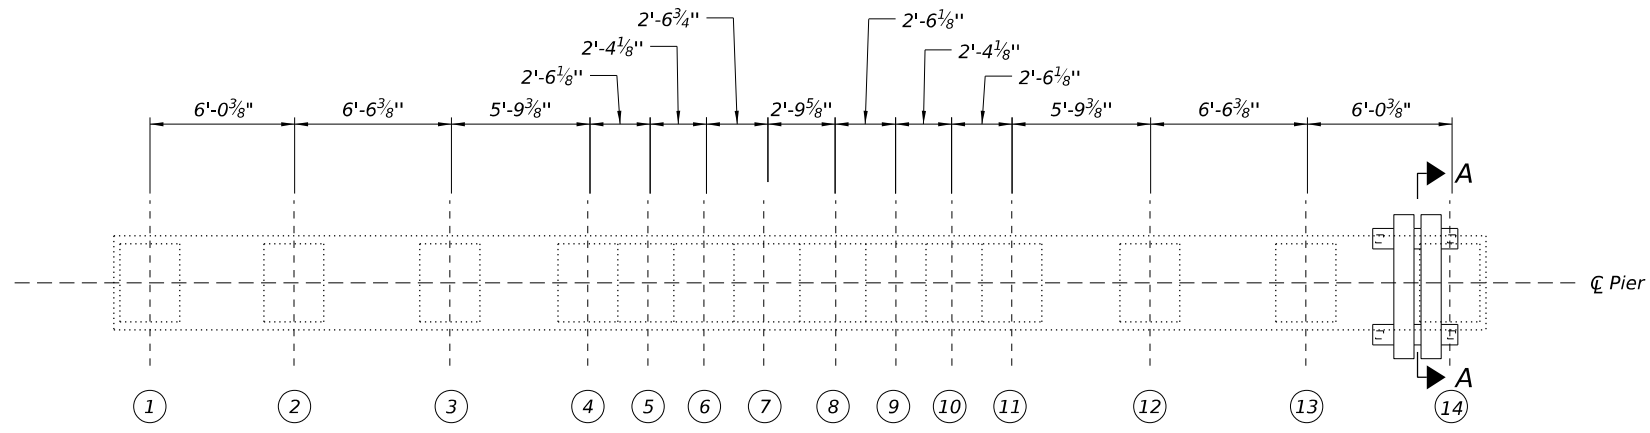 2'-6¾" 2'-6⅛"
2'-4⅛" 2'-4⅛"
2'-6⅛" 2'-6⅛"
6'-0⅜" 6'-6⅜" 5'-9⅜" 2'-9⅝" 5'-9⅜" 6'-6⅜" 6'-0⅜"
A
℄ Pier
A
1 2 3 4 5 6 7 8 9 10 11 12 13 14